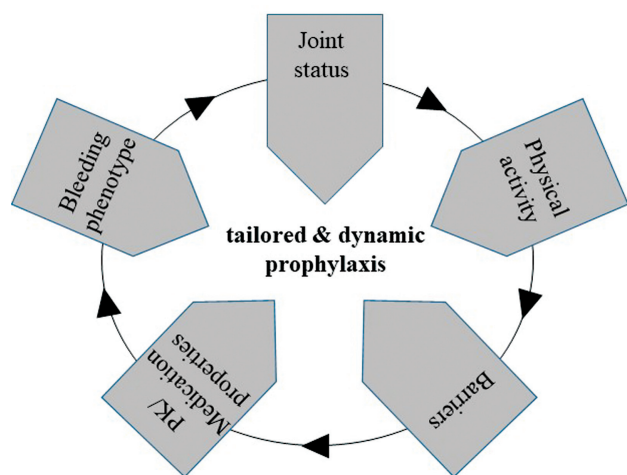 Joint
status
Physical
activity
Barriers
PK/
Medication
properties
Bleeding
phenotype
tailored & dynamic
prophylaxis